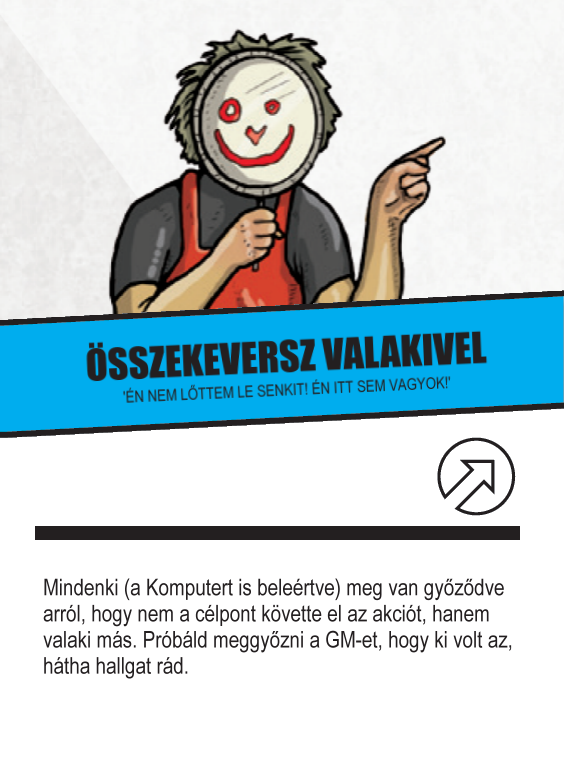 ÖSSZEKEVERSZ VALAKIVEL
'ÉN NEM LŐTTEM LE SENKIT! ÉN ITT SEM VAGYOK!'
Mindenki (a Komputert is beleértve) meg van győződve
arról, hogy nem a célpont követte el az akciót, hanem
valaki más. Próbáld meggyőzni a GM-et, hogy ki volt az,
hátha hallgat rád.